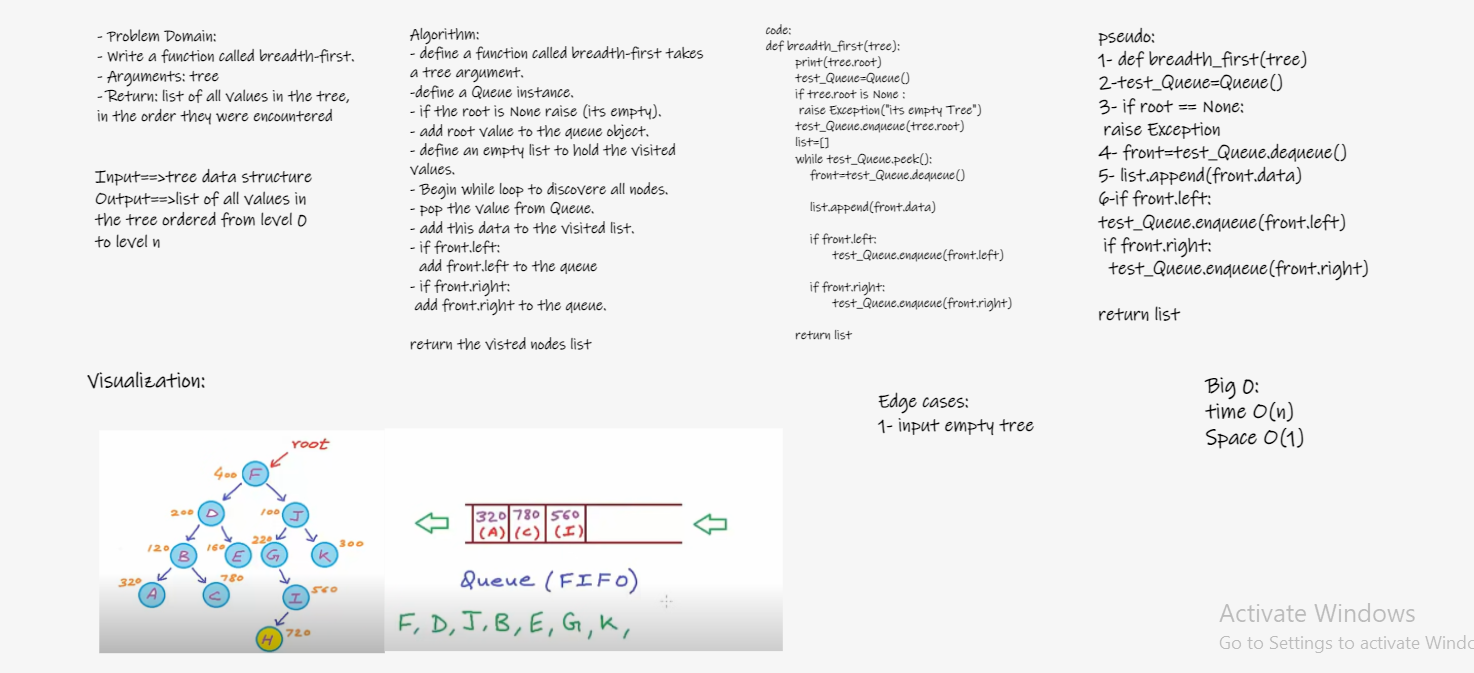 - Problem Domain:
- Write a function called breadth-first.
- Arguments: tree
- Return: list of all values in the tree,
in the order they were encountered
Input==>tree data structure
Output==>list of all values in
the tree ordered from level 0
to level n
Algorithm:
- define a function called breadth-first takes
a tree argument.
-define a Queue instance.
- if the root is None raise (its empty).
- add root value to the queue object.
- define an empty list to hold the visited
values.
- Begin while loop to discovere all nodes.
- pop the value from Queue.
- add this data to the visited list.
- if front.left:
add front.left to the queue
- if front.right:
add front.right to the queue.
return the visted nodes list
code:
def breadth_first(tree):
print(tree.root)
test_Queue=Queue()
if tree.root is None :
raise Exception("its empty Tree")
test_Queue.enqueue(tree.root)
list=[]
while test_Queue.peek():
front=test_Queue.dequeue()
list.append(front.data)
if front.left:
test_Queue.enqueue(front.left)
if front.right:
test_Queue.enqueue(front.right)
return list
pseudo:
1- def breadth_first(tree)
2-test_Queue=Queue()
3- if root == None:
raise Exception
4- front=test_Queue.dequeue()
5- list.append(front.data)
6-if front.left:
test_Queue.enqueue(front.left)
if front.right:
test_Queue.enqueue(front.right)
return list
Visualization:
root
400 F
200 D 100 J
120 B 160 E 220 G K 300
320 A 780 C I 560
H 720
320 780 560
(A) (C) (I)
Queue (FIFO)
F, D, J, B, E, G, K,
Edge cases:
1- input empty tree
Big O:
time O(n)
Space O(1)
Activate Windows
Go to Settings to activate Windo